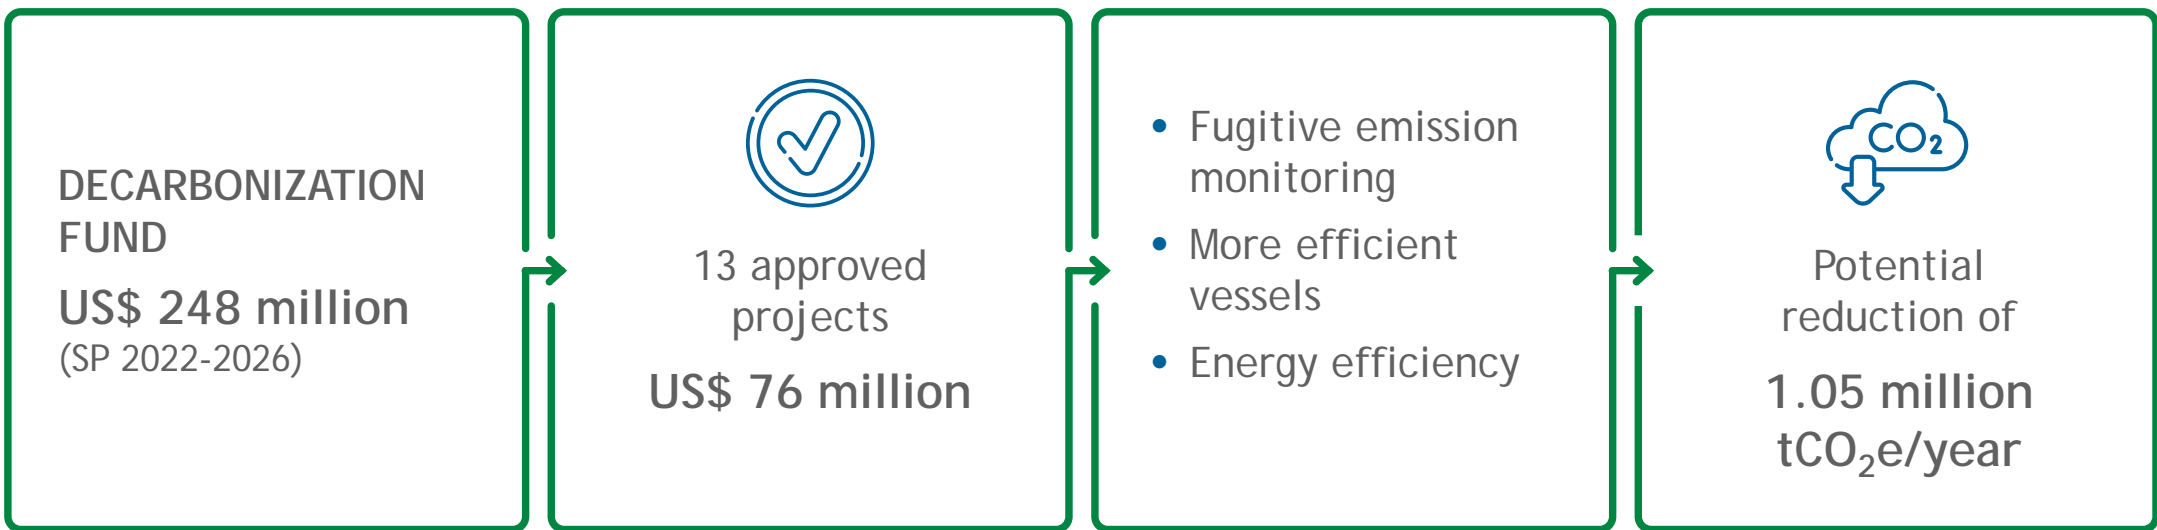 DECARBONIZATION
FUND
US$ 248 million
(SP 2022-2026)
13 approved
projects
US$ 76 million
• Fugitive emission
monitoring
• More efficient
vessels
• Energy efficiency
CO₂
Potential
reduction of
1.05 million
tCO₂e/year